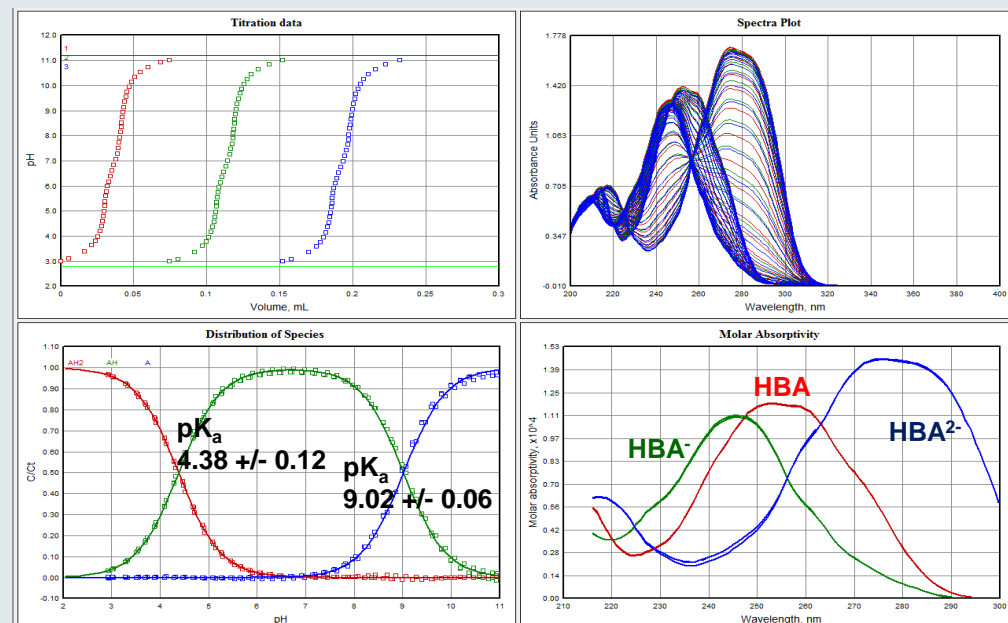 Titration data
pH
12.0
11.0
10.0
9.0
8.0
7.0
6.0
5.0
4.0
3.0
2.0
1
2
3
0
0.05
0.1
0.15
0.2
0.25
0.3
Volume, mL
Spectra Plot
Absorbance Units
1.778
1.420
1.063
0.705
0.347
-0.010
200 220 240 260 280 300 320 340 360 380 400
Wavelength, nm
Distribution of Species
C/Ct
1.10
1.00
0.90
0.80
0.70
0.60
0.50
0.40
0.30
0.20
0.10
0.00
AH2 AH A
pKa
4.38 +/- 0.12
pKa
9.02 +/- 0.06
2 3 4 5 6 7 8 9 10 11
pH
Molar Absorptivity
Molar absorptivity, x10^4
1.53
1.39
1.25
1.11
0.97
0.83
0.70
0.56
0.42
0.28
0.14
0.00
HBA
HBA-
HBA2-
210 220 230 240 250 260 270 280 290 300
Wavelength, nm